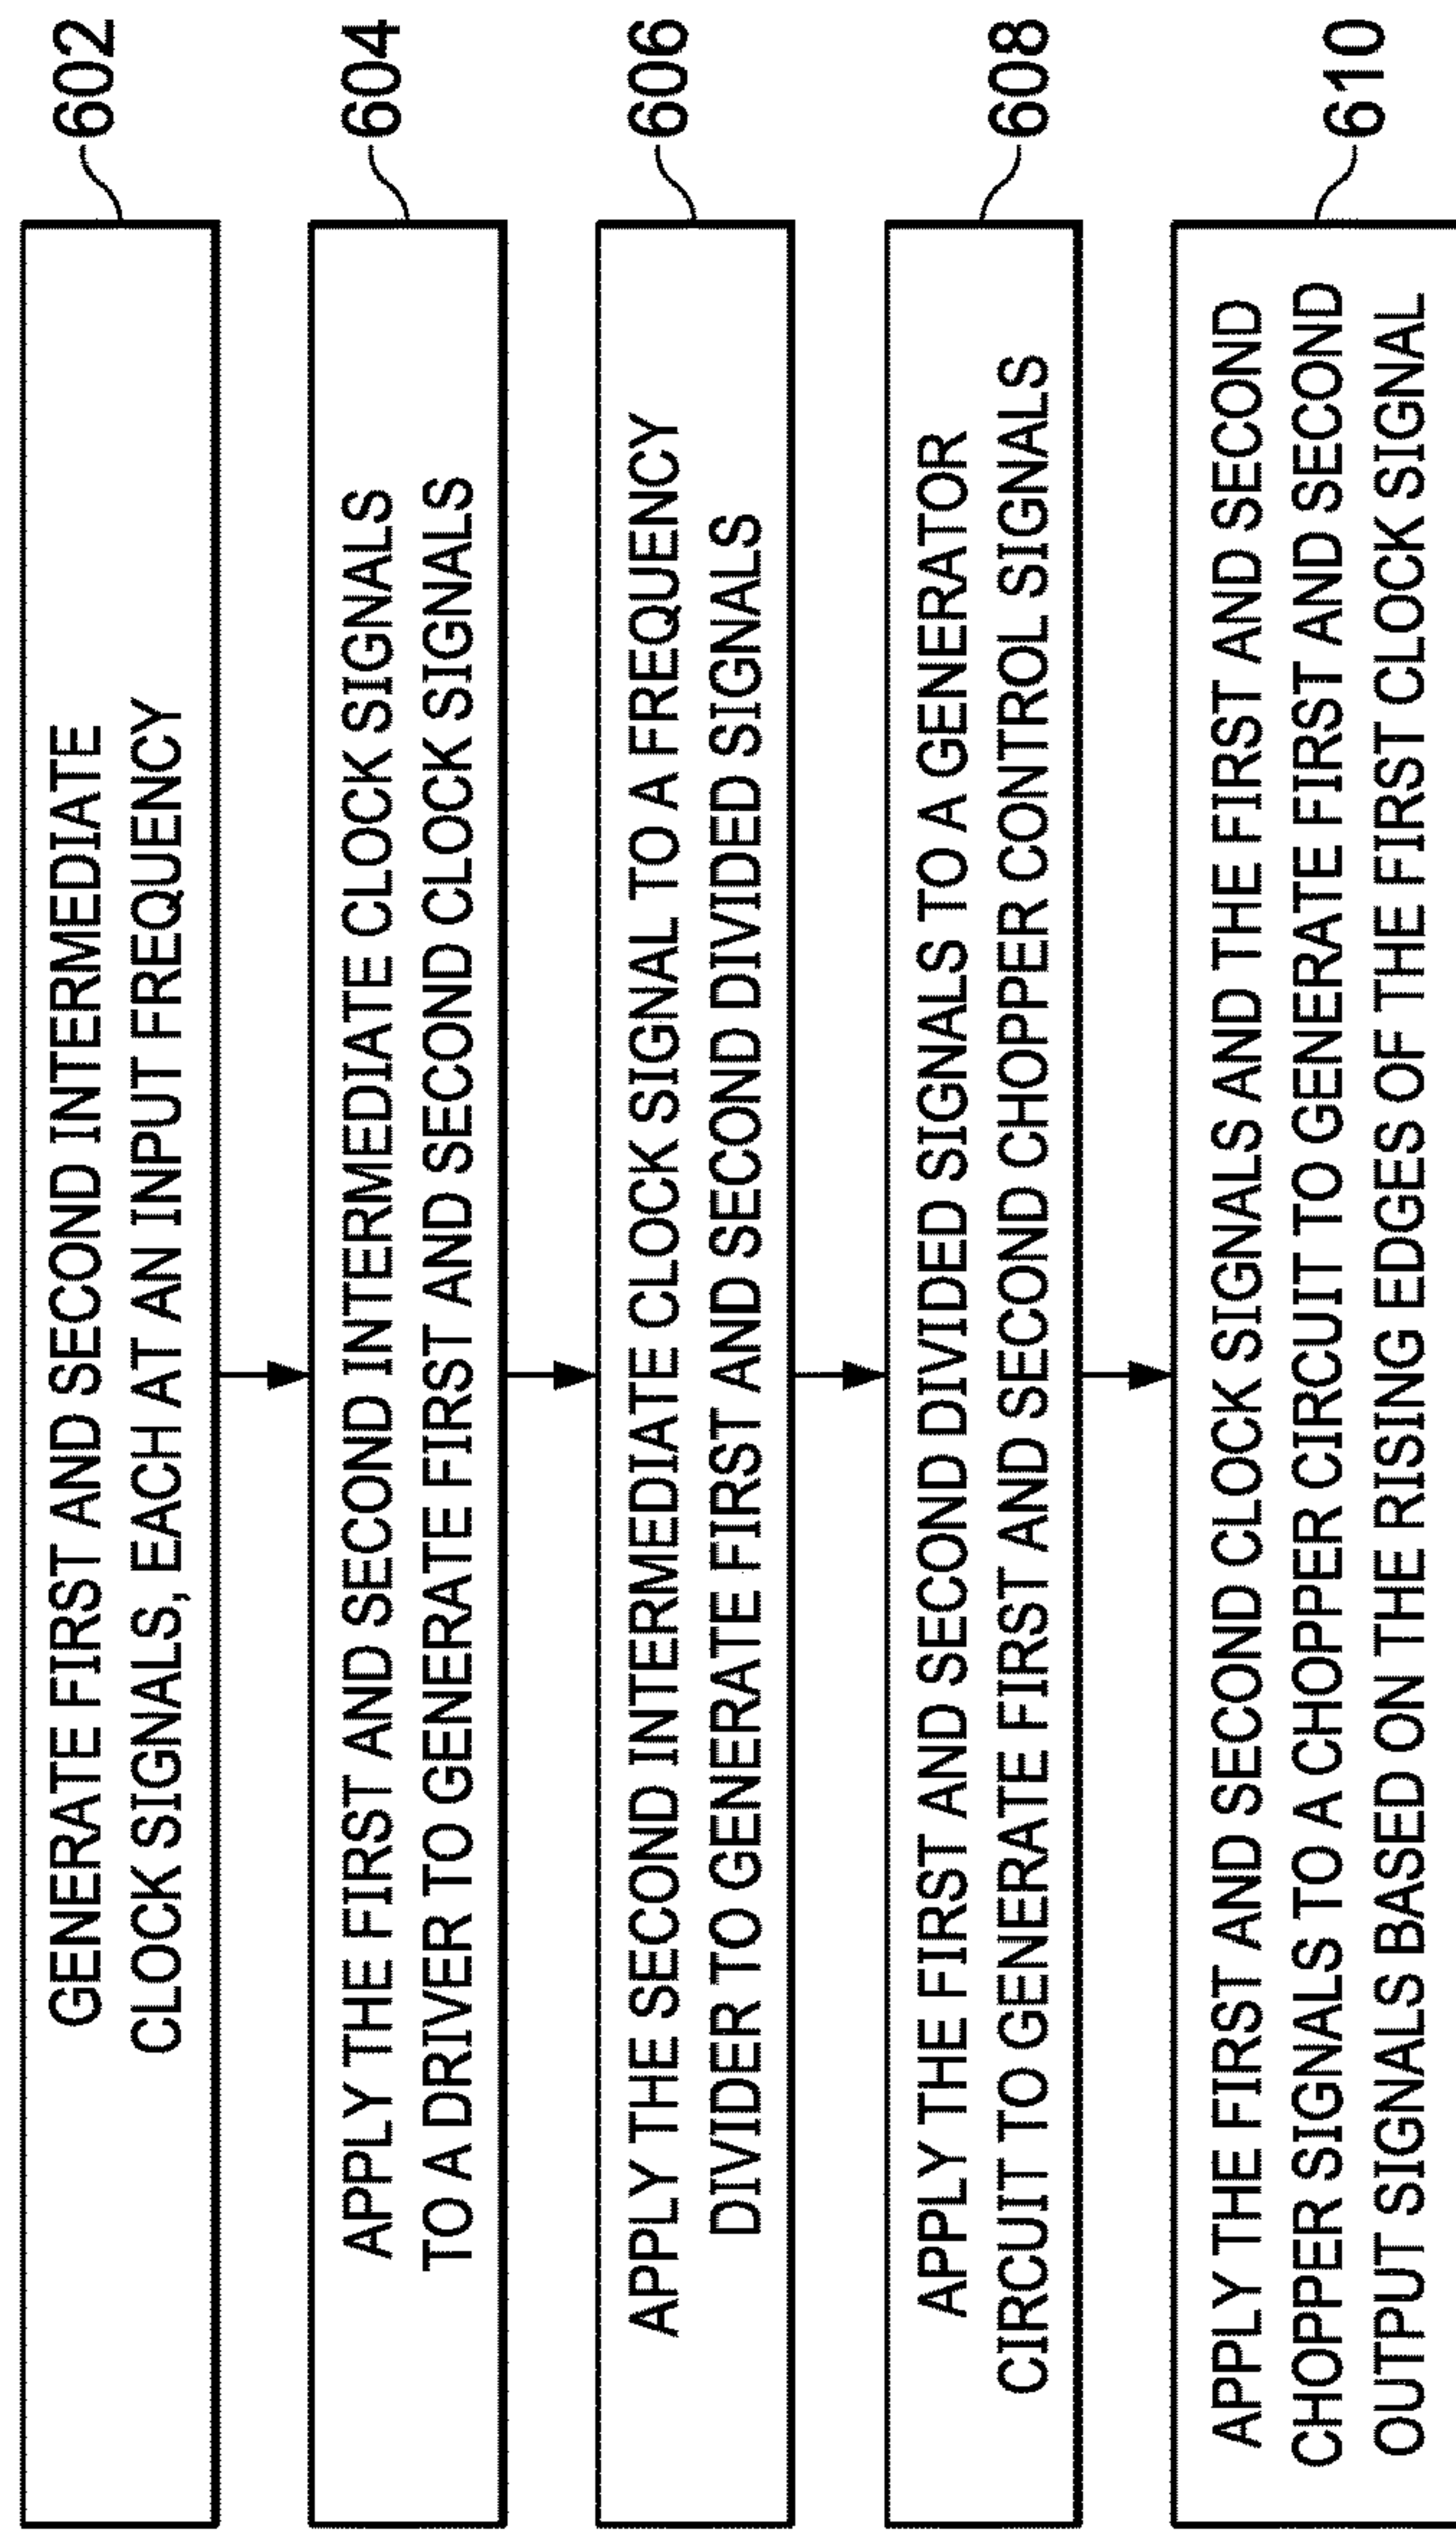 GENERATE FIRST AND SECOND INTERMEDIATE
CLOCK SIGNALS, EACH AT AN INPUT FREQUENCY
602
APPLY THE FIRST AND SECOND INTERMEDIATE CLOCK SIGNALS
TO A DRIVER TO GENERATE FIRST AND SECOND CLOCK SIGNALS
604
APPLY THE SECOND INTERMEDIATE CLOCK SIGNAL TO A FREQUENCY
DIVIDER TO GENERATE FIRST AND SECOND DIVIDED SIGNALS
606
APPLY THE FIRST AND SECOND DIVIDED SIGNALS TO A GENERATOR
CIRCUIT TO GENERATE FIRST AND SECOND CHOPPER CONTROL SIGNALS
608
APPLY THE FIRST AND SECOND CLOCK SIGNALS AND THE FIRST AND SECOND
CHOPPER SIGNALS TO A CHOPPER CIRCUIT TO GENERATE FIRST AND SECOND
OUTPUT SIGNALS BASED ON THE RISING EDGES OF THE FIRST CLOCK SIGNAL
610